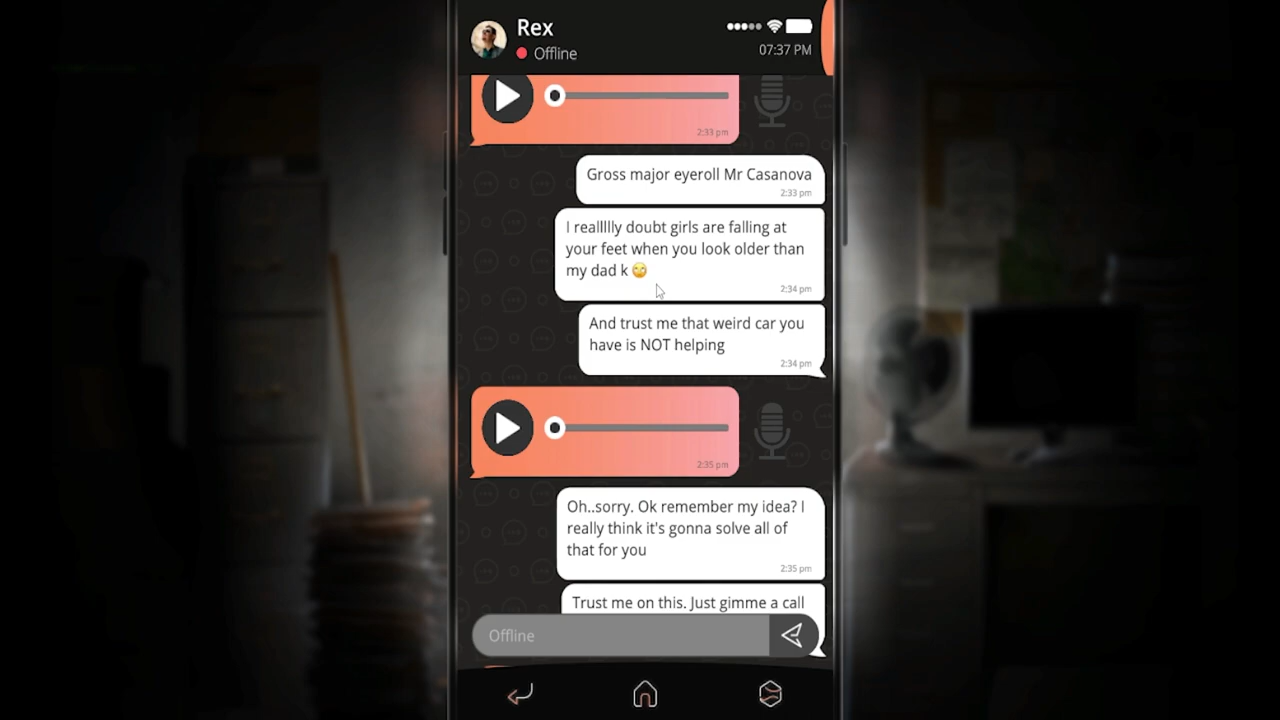 Rex
Offline
07:37 PM
2:33 pm
Gross major eyeroll Mr Casanova
2:33 pm
I reallllly doubt girls are falling at
your feet when you look older than
my dad k 🙄
2:34 pm
And trust me that weird car you
have is NOT helping
2:34 pm
2:35 pm
Oh..sorry. Ok remember my idea? I
really think it's gonna solve all of
that for you
2:35 pm
Trust me on this. Just gimme a call
Offline